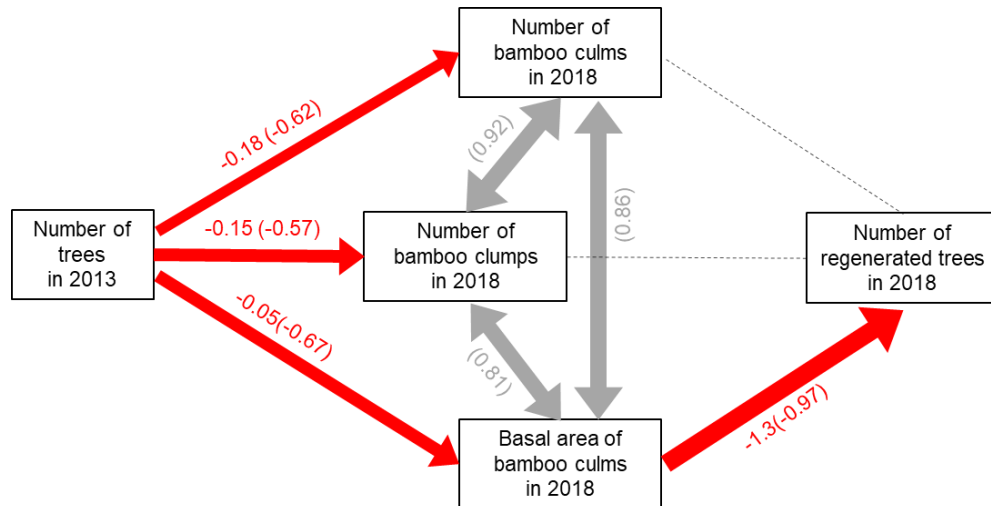 Number of
bamboo culms
in 2018
-0.18 (-0.62)
(0.92)
(0.86)
Number of
trees
in 2013
-0.15 (-0.57)
Number of
bamboo clumps
in 2018
Number of
regenerated trees
in 2018
-0.05(-0.67)
(0.81)
-1.3(-0.97)
Basal area of
bamboo culms
in 2018